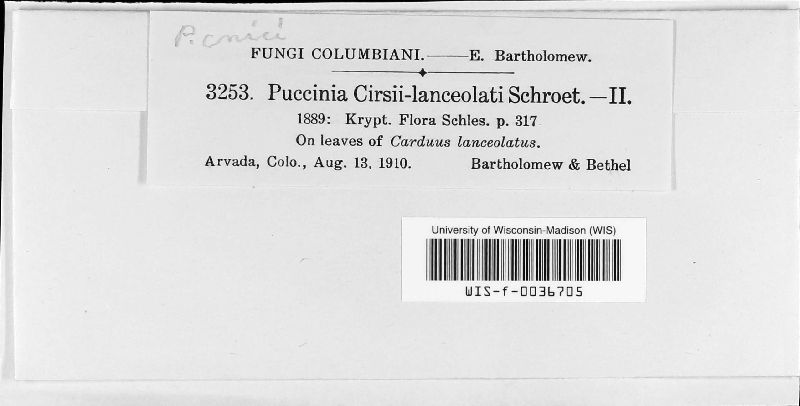 P. cnici
FUNGI COLUMBIANI.——E. Bartholomew.
3253. Puccinia Cirsii-lanceolati Schroet.—II.
1889: Krypt. Flora Schles. p. 317
On leaves of Carduus lanceolatus.
Arvada, Colo., Aug. 13, 1910. Bartholomew & Bethel
University of Wisconsin-Madison (WIS)
WIS-f-0036705